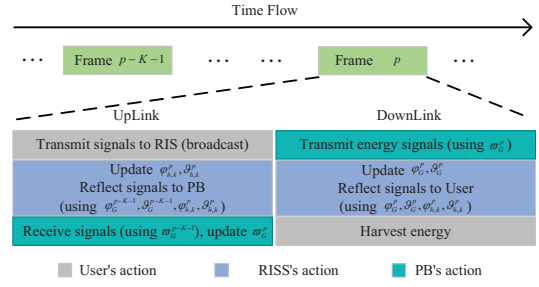 Time Flow
... Frame p−K−1 ... Frame p ...
UpLink DownLink
Transmit signals to RIS (broadcast) Transmit energy signals (using ϖ_G^p)
Update φ_{h,k}^p,ϑ_{h,k}^p Update φ_G^p,ϑ_G^p
Reflect signals to PB Reflect signals to User
(using φ_G^{p−K−1},ϑ_G^{p−K−1},φ_{h,k}^p,ϑ_{h,k}^p) (using φ_G^p,ϑ_G^p,φ_{h,k}^p,ϑ_{h,k}^p)
Receive signals (using ϖ_G^{p−K−1}), update ϖ_G^p Harvest energy
User's action RISS's action PB's action